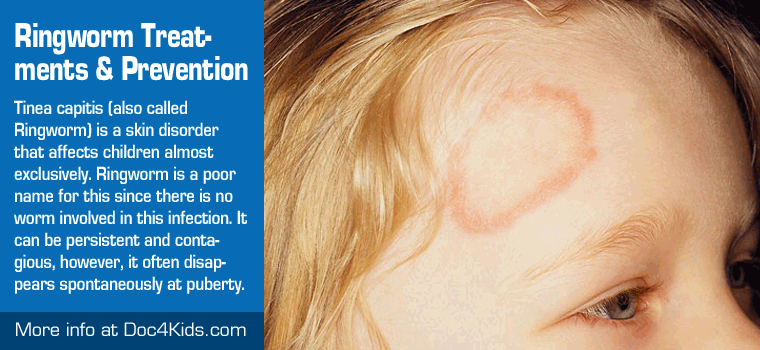 Ringworm Treat-
ments & Prevention
Tinea capitis (also called
Ringworm) is a skin disorder
that affects children almost
exclusively. Ringworm is a poor
name for this since there is no
worm involved in this infection. It
can be persistent and conta-
gious, however, it often disap-
pears spontaneously at puberty.
More info at Doc4Kids.com